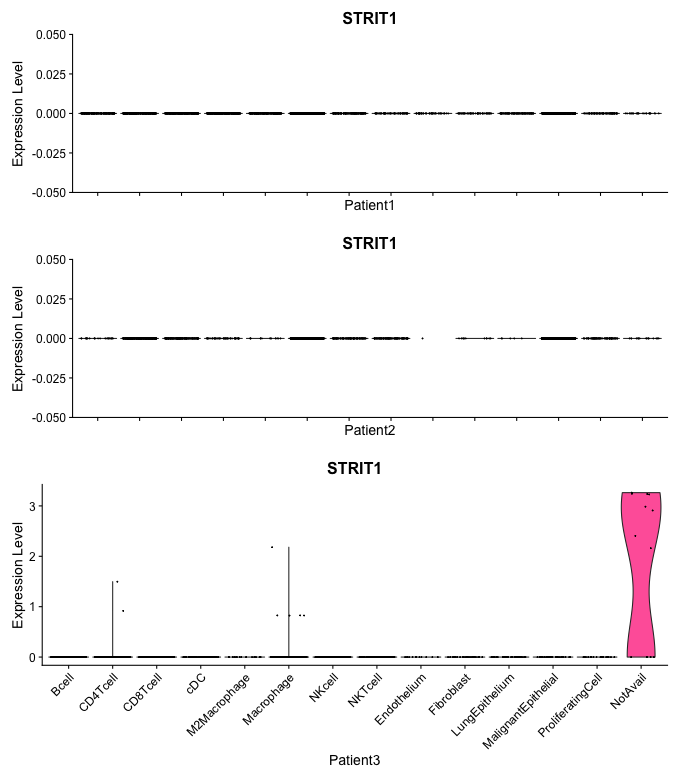 STRIT1
Expression Level
0.050
0.025
0.000
-0.025
-0.050
Patient1
STRIT1
Expression Level
0.050
0.025
0.000
-0.025
-0.050
Patient2
STRIT1
Expression Level
3
2
1
0
Bcell
CD4Tcell
CD8Tcell
cDC
M2Macrophage
Macrophage
NKcell
NKTcell
Endothelium
Fibroblast
LungEpithelium
MalignantEpithelial
ProliferatingCell
NotAvail
Patient3